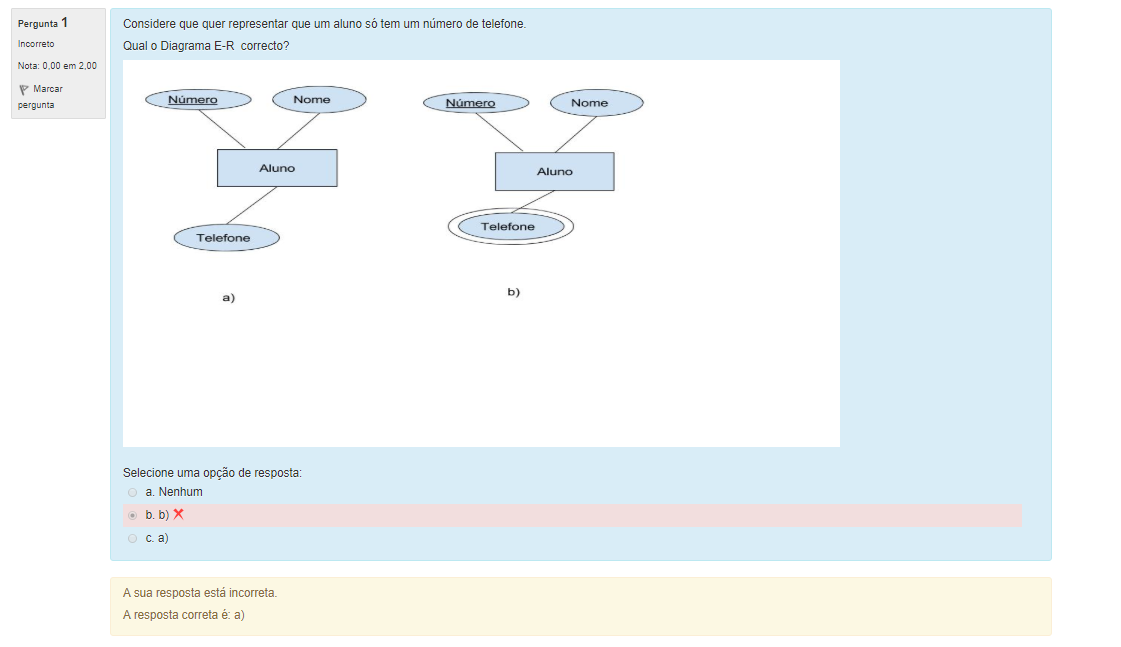 Pergunta 1
Incorreto
Nota: 0,00 em 2,00
Marcar
pergunta
Considere que quer representar que um aluno só tem um número de telefone.
Qual o Diagrama E-R correcto?
Número
Nome
Aluno
Telefone
a)
Número
Nome
Aluno
Telefone
b)
Selecione uma opção de resposta:
a. Nenhum
b. b)
c. a)
A sua resposta está incorreta.
A resposta correta é: a)